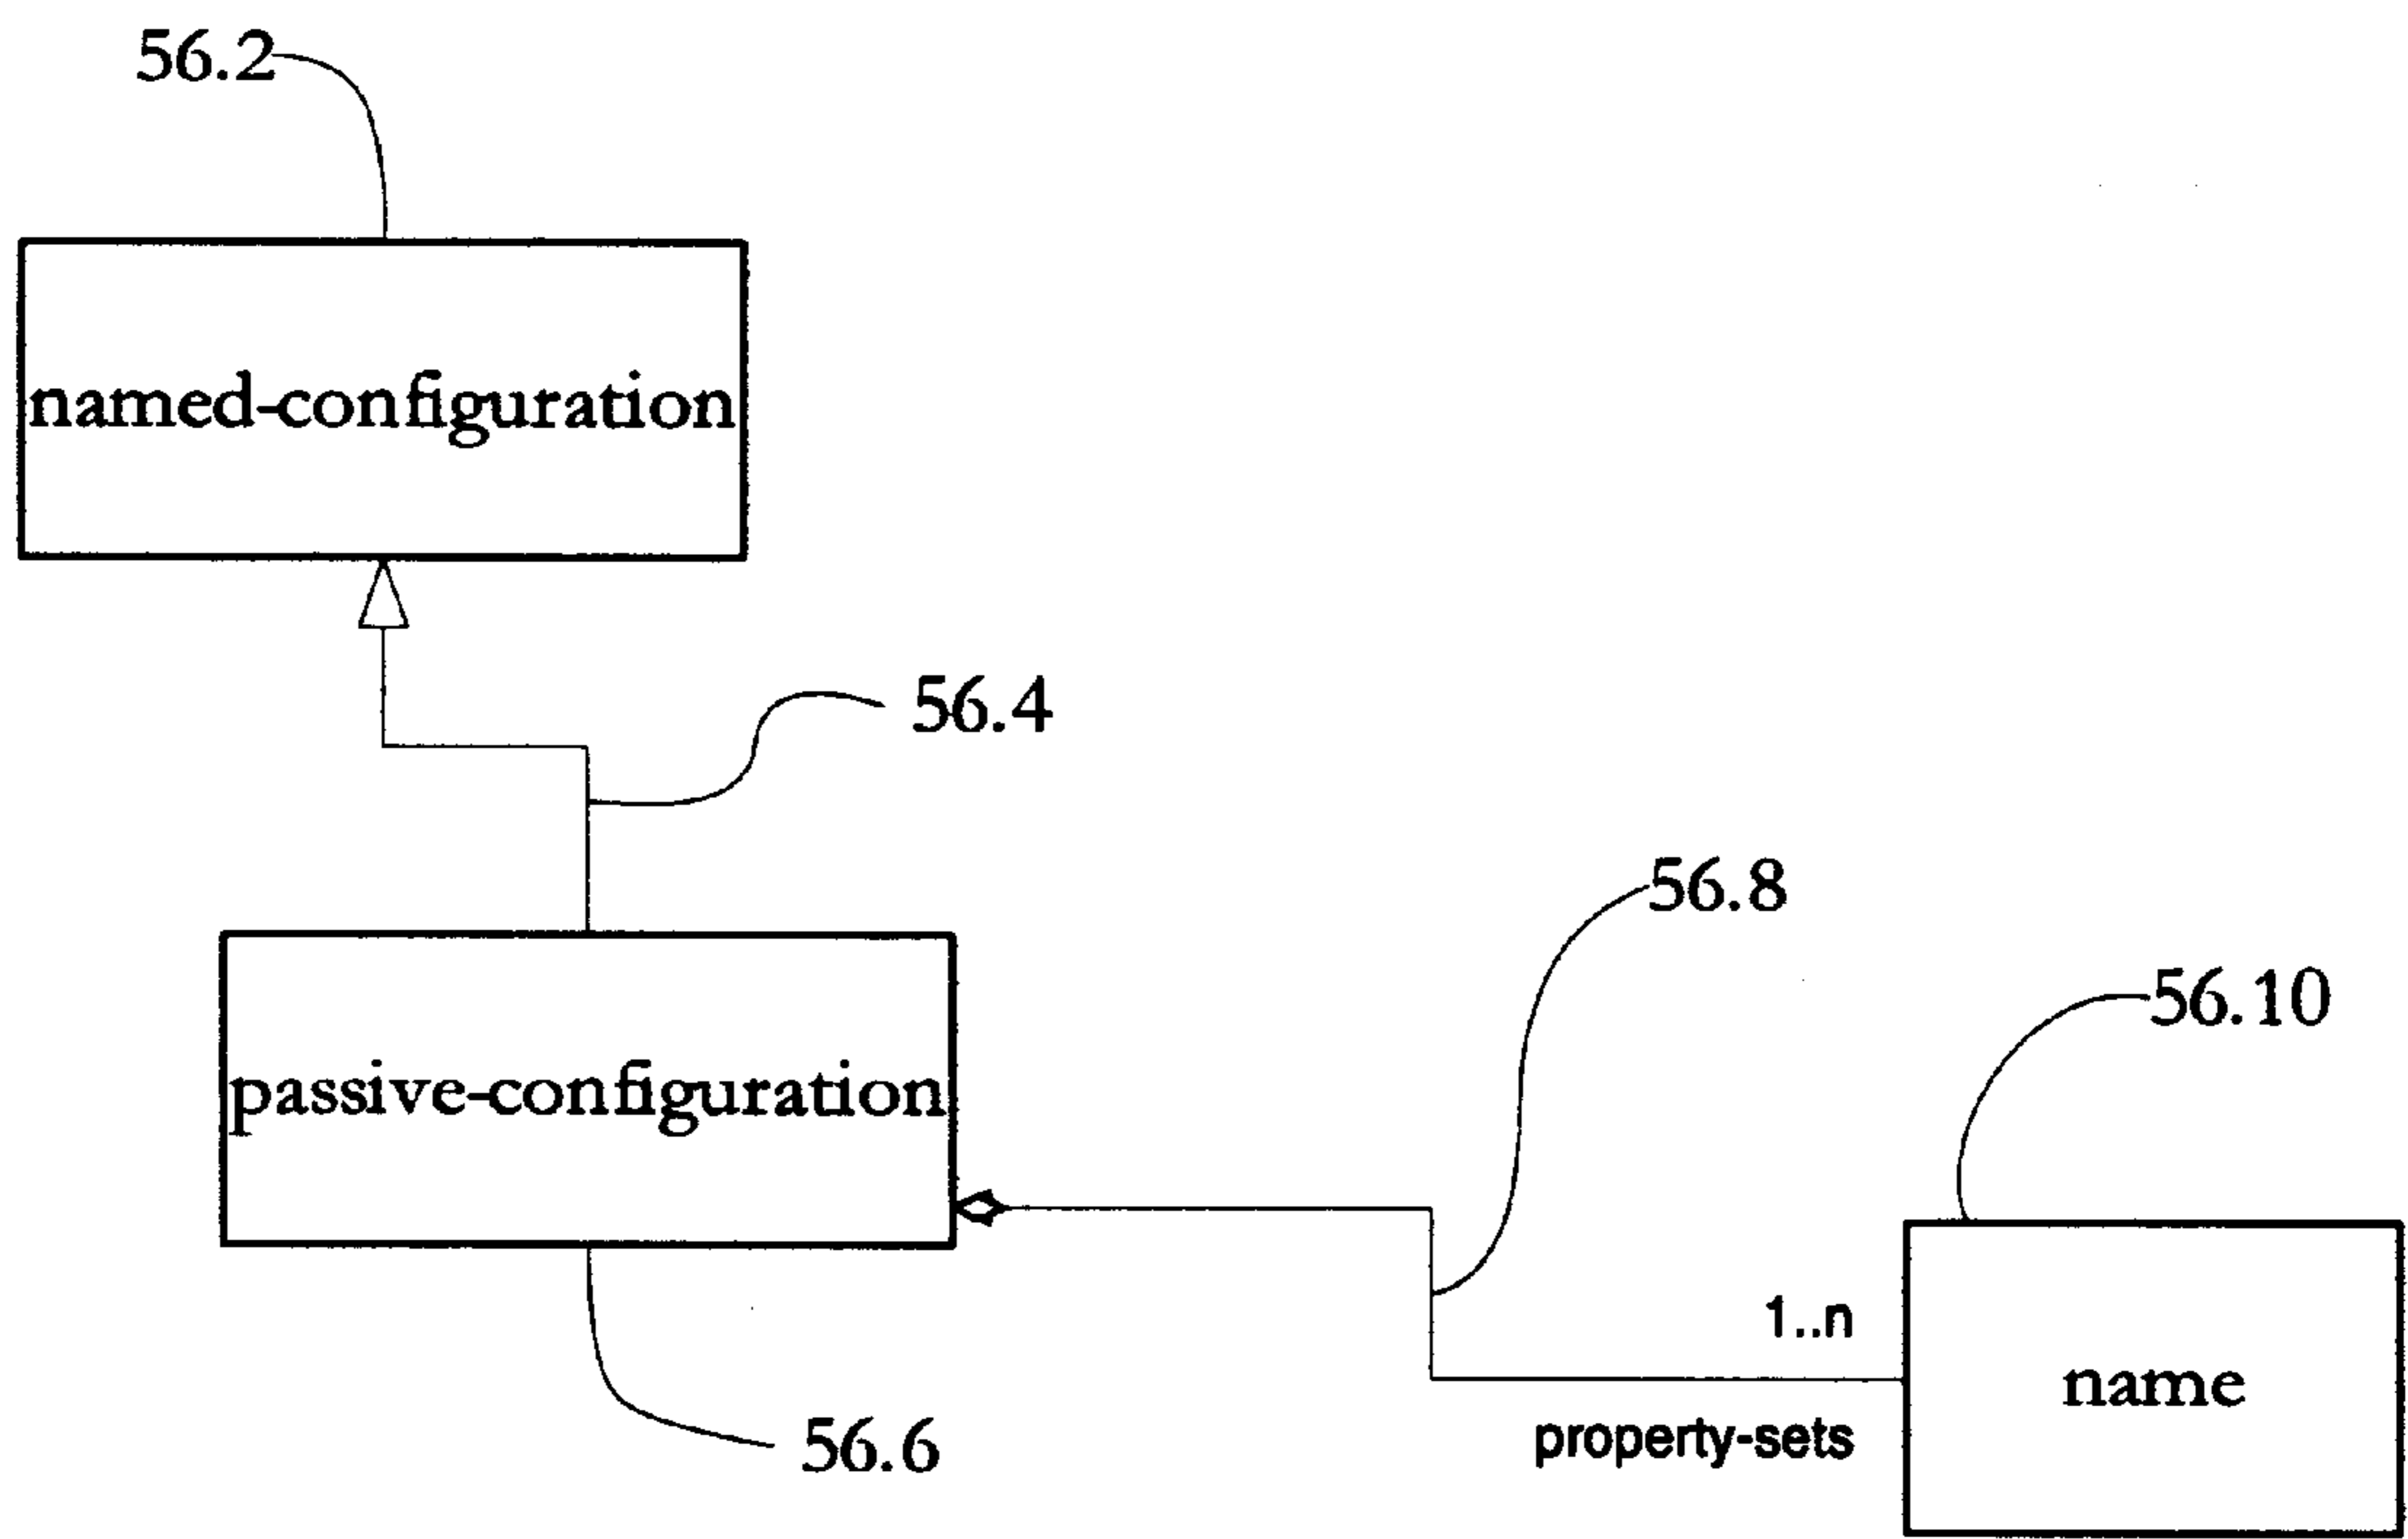 56.2
named-configuration
56.4
56.8
56.10
passive-configuration
1..n
name
property-sets
56.6